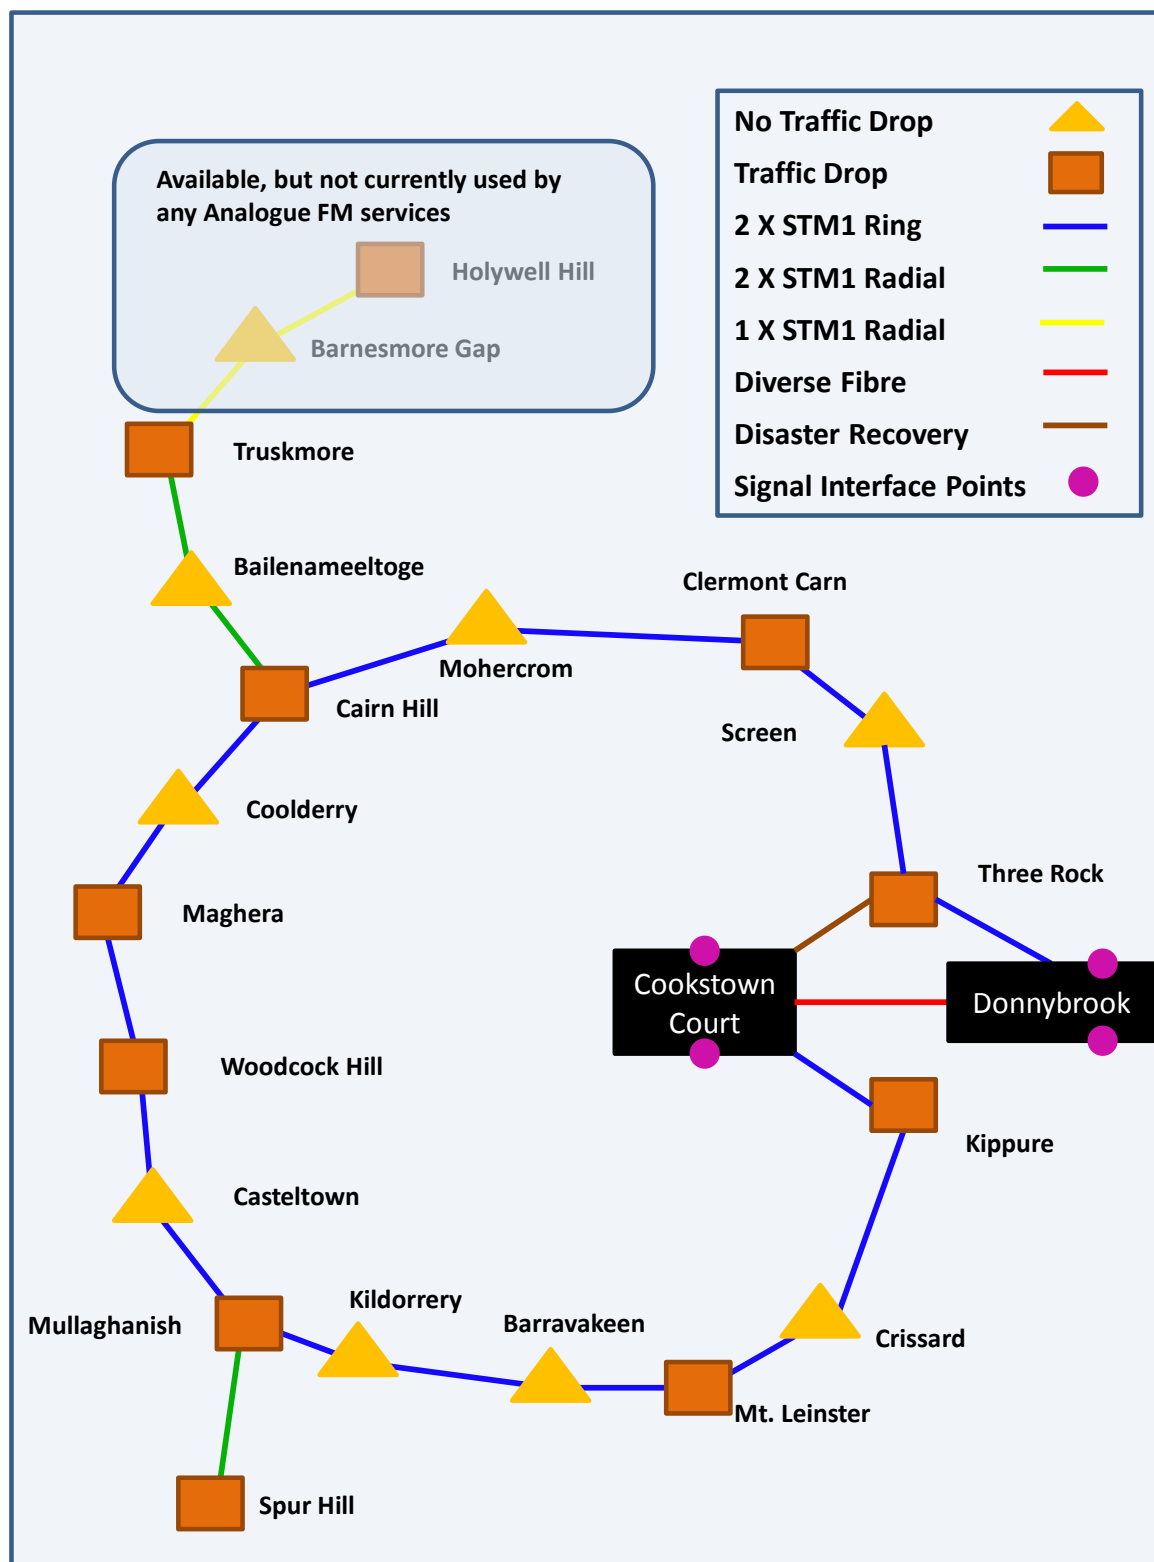 No Traffic Drop
Traffic Drop
2 X STM1 Ring
2 X STM1 Radial
1 X STM1 Radial
Diverse Fibre
Disaster Recovery
Signal Interface Points
Available, but not currently used by
any Analogue FM services
Holywell Hill
Barnesmore Gap
Truskmore
Bailenameeltoge
Clermont Carn
Mohercrom
Cairn Hill
Screen
Coolderry
Three Rock
Maghera
Cookstown
Court
Donnybrook
Woodcock Hill
Kippure
Casteltown
Kildorrery
Mullaghanish
Barravakeen
Crissard
Mt. Leinster
Spur Hill